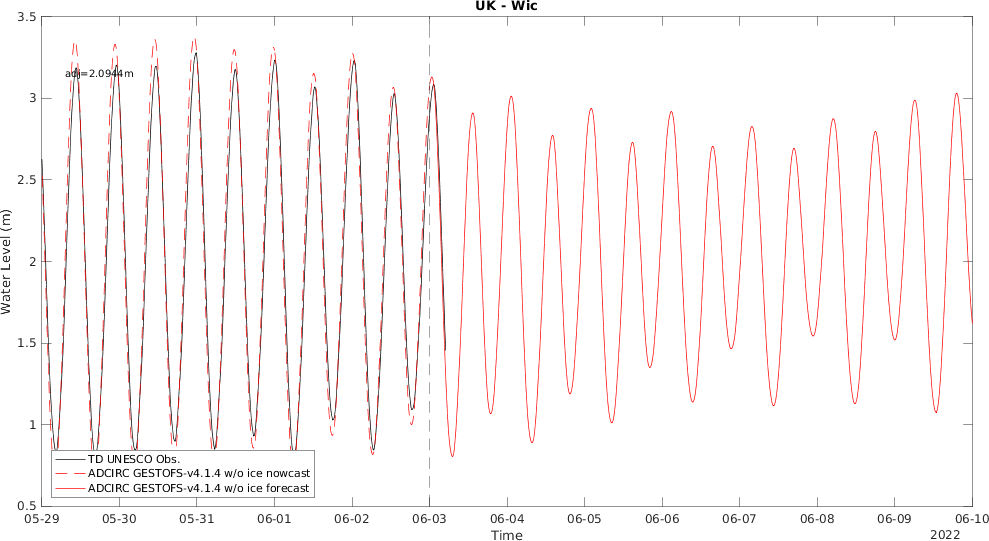 UK - Wic
3.5
adj=2.0944m
3
2.5
2
1.5
1
0.5
Water Level (m)
TD UNESCO Obs.
ADCIRC GESTOFS-v4.1.4 w/o ice nowcast
ADCIRC GESTOFS-v4.1.4 w/o ice forecast
05-29 05-30 05-31 06-01 06-02 06-03 06-04 06-05 06-06 06-07 06-08 06-09 06-10
Time
2022